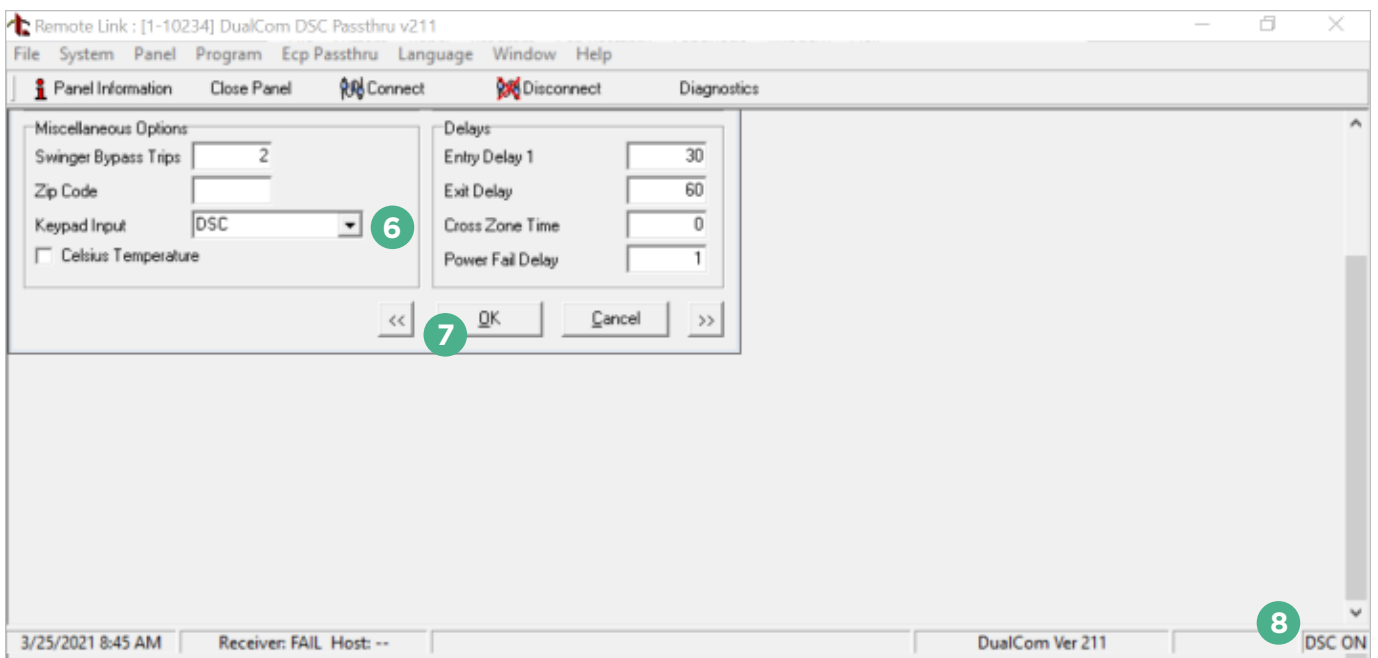 Remote Link : [1-10234] DualCom DSC Passthru v211
File System Panel Program Ecp Passthru Language Window Help
Panel Information Close Panel Connect Disconnect Diagnostics
Miscellaneous Options
Swinger Bypass Trips 2
Zip Code
Keypad Input DSC 6
Celsius Temperature
Delays
Entry Delay 1 30
Exit Delay 60
Cross Zone Time 0
Power Fail Delay 1
<< 7 OK Cancel >>
8
3/25/2021 8:45 AM Receiver: FAIL Host: -- DualCom Ver 211 DSC ON